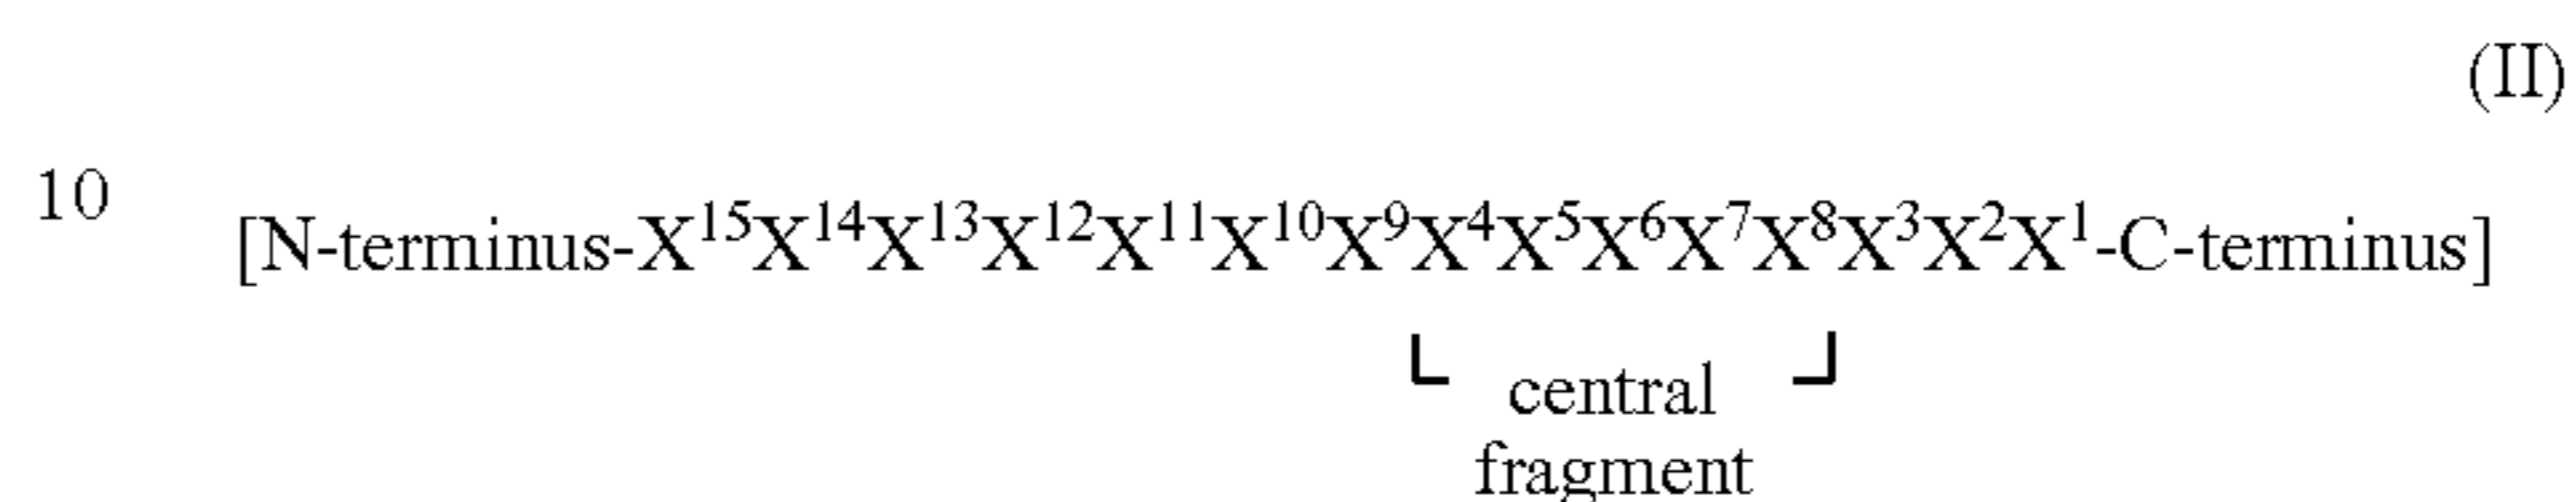 (II)
10 [N-terminus-X¹⁵X¹⁴X¹³X¹²X¹¹X¹⁰X⁹X⁴X⁵X⁶X⁷X⁸X³X²X¹-C-terminus]
central
fragment